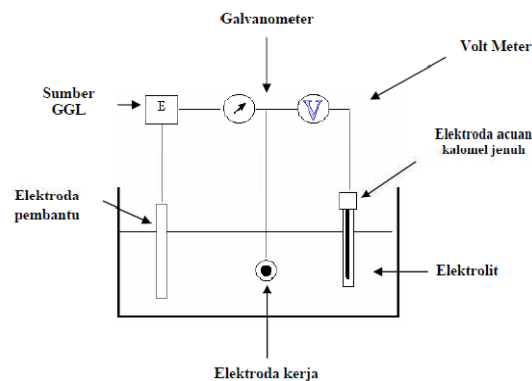 Galvanometer
Volt Meter
Sumber
GGL
E
V
Elektroda acuan
kalomel jenuh
Elektroda
pembantu
Elektrolit
Elektroda kerja